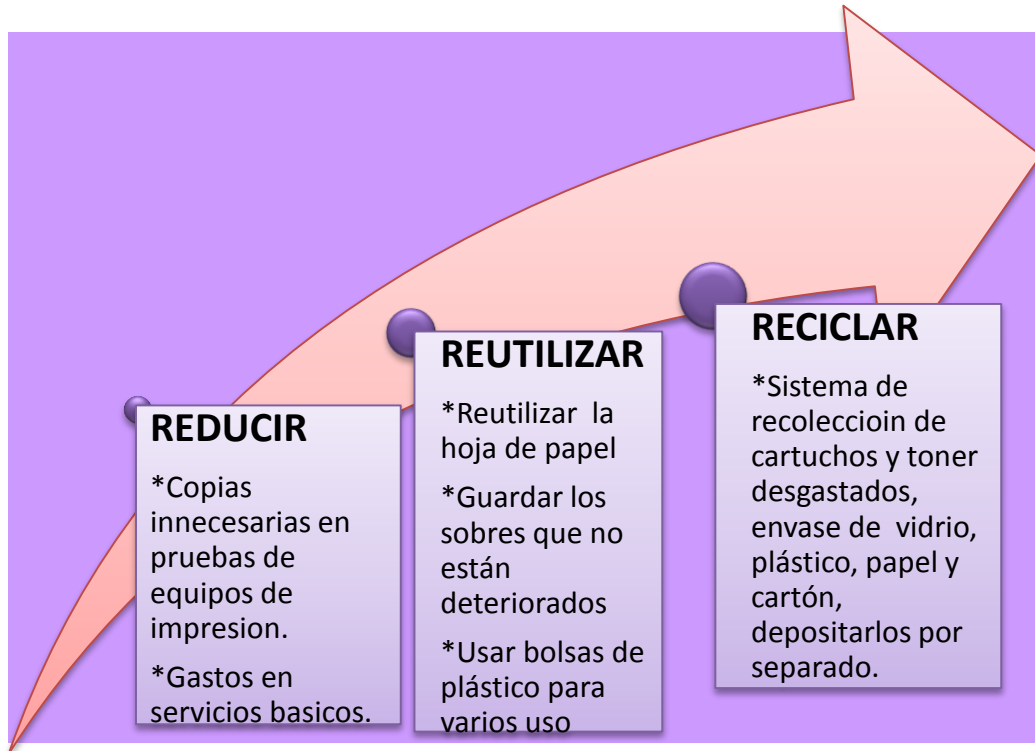 REDUCIR
*Copias
innecesarias en
pruebas de
equipos de
impresion.
*Gastos en
servicios basicos.
REUTILIZAR
*Reutilizar  la
hoja de papel
*Guardar los
sobres que no
están
deteriorados
*Usar bolsas de
plástico para
varios uso
RECICLAR
*Sistema de
recoleccioin de
cartuchos y toner
desgastados,
envase de  vidrio,
plástico, papel y
cartón,
depositarlos por
separado.